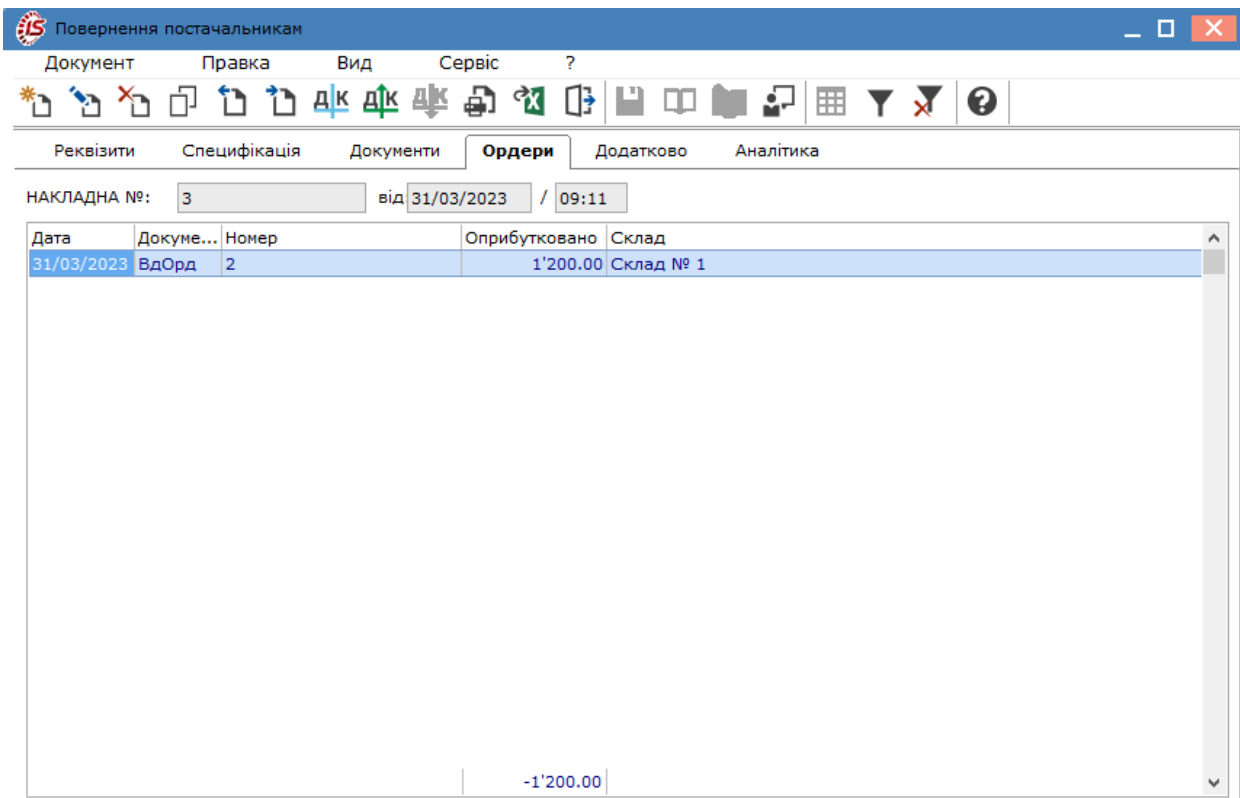 Повернення постачальникам
Документ Правка Вид Сервіс ?
Реквізити Специфікація Документи Ордери Додатково Аналітика
НАКЛАДНА №: 3 від 31/03/2023 / 09:11
Дата Докуме... Номер Оприбутковано Склад
31/03/2023 ВдОрд 2 1'200.00 Склад № 1
-1'200.00